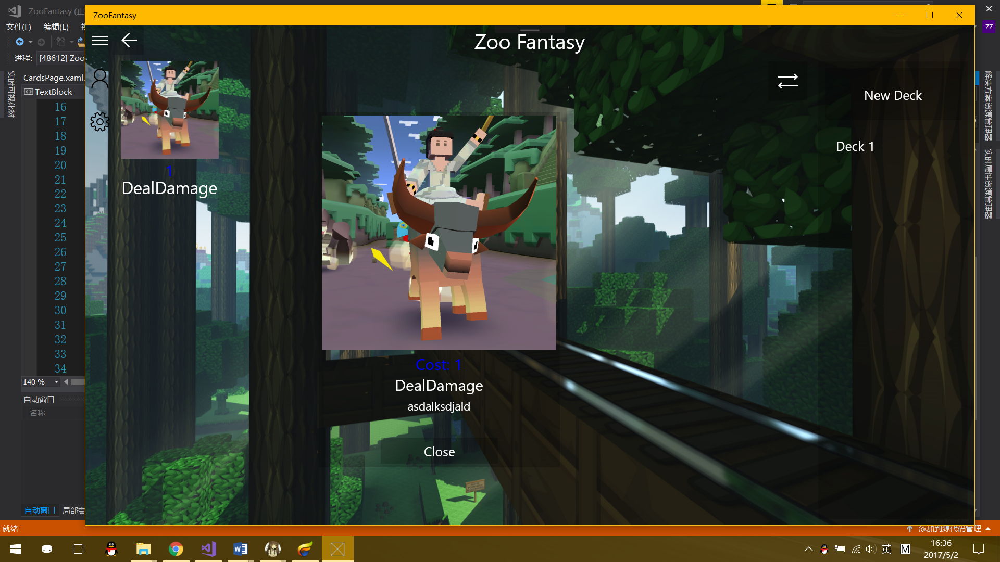 ZooFantasy (正
ZZ
文件(F) 编辑(E) 视
进程: [48612] Zoo
实时可视化树
CardsPage.xaml.
TextBlock
16
17
18
19
20
21
22
23
24
25
26
27
28
29
30
31
32
33
34
140 %
自动窗口
名称
自动窗口 局部变
就绪
ZooFantasy
Zoo Fantasy
1
DealDamage
Cost: 1
DealDamage
asdalksdjald
Close
New Deck
Deck 1
解决方案资源管理器
实时属性资源管理器
添加到源代码管理
英 M
16:36
2017/5/2